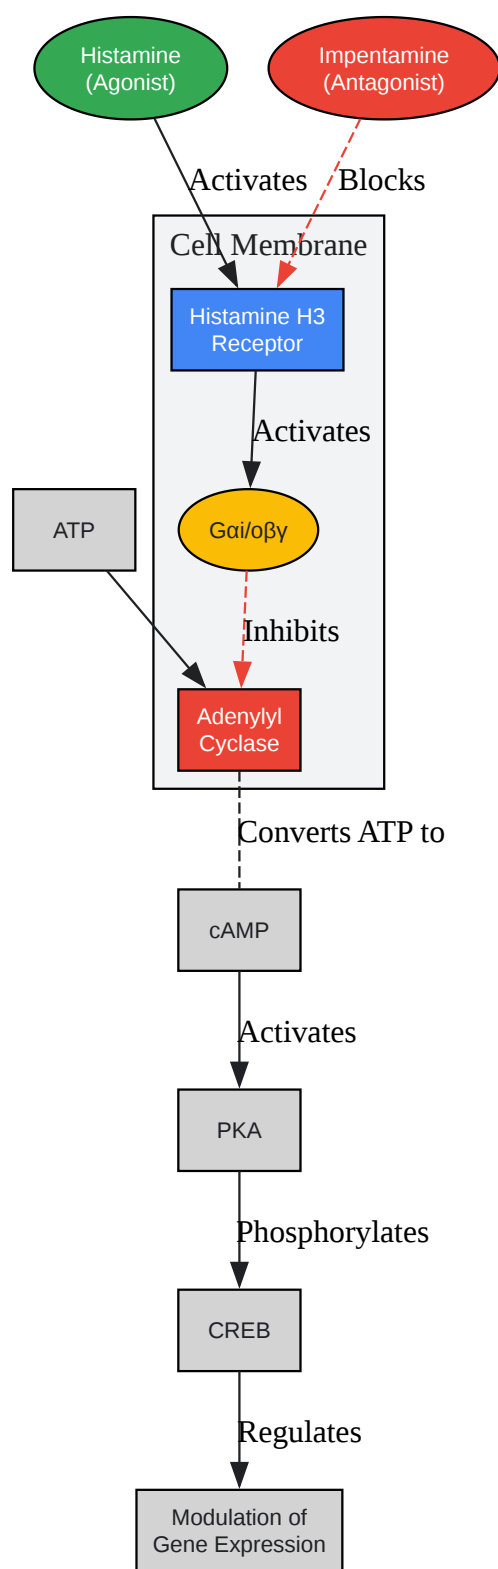 Histamine
(Agonist)
Impentamine
(Antagonist)
Activates
Blocks
Cell Membrane
Histamine H3
Receptor
Activates
ATP
Gαi/oβγ
Inhibits
Adenylyl
Cyclase
Converts ATP to
cAMP
Activates
PKA
Phosphorylates
CREB
Regulates
Modulation of
Gene Expression